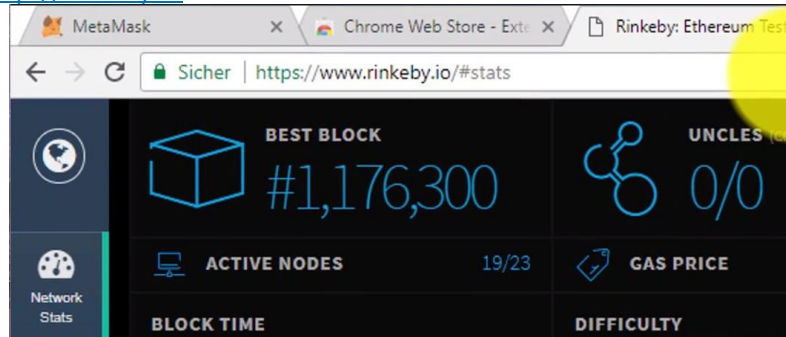 MetaMask
Chrome Web Store - Exte
Rinkeby: Ethereum Test
Sicher
https://www.rinkeby.io/#stats
BEST BLOCK
#1,176,300
UNCLES
0/0
ACTIVE NODES
19/23
GAS PRICE
Network
Stats
BLOCK TIME
DIFFICULTY